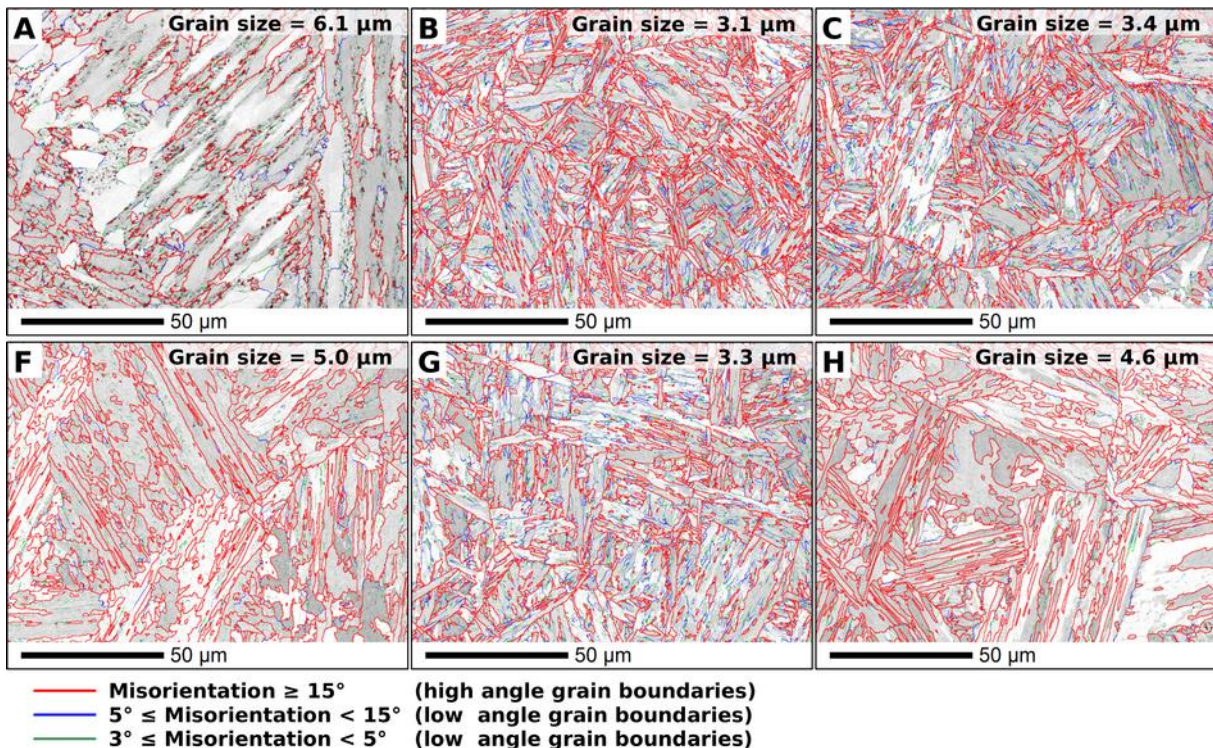 A Grain size = 6.1 µm
B Grain size = 3.1 µm
C Grain size = 3.4 µm
50 µm
50 µm
50 µm
F Grain size = 5.0 µm
G Grain size = 3.3 µm
H Grain size = 4.6 µm
50 µm
50 µm
50 µm
Misorientation ≥ 15° (high angle grain boundaries)
5° ≤ Misorientation < 15° (low angle grain boundaries)
3° ≤ Misorientation < 5° (low angle grain boundaries)